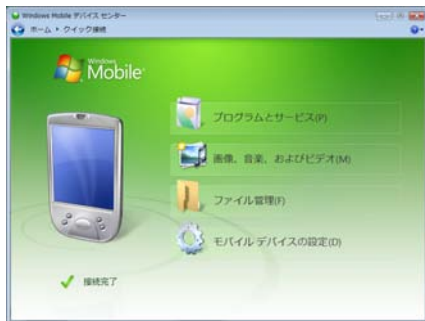 Windows Mobile デバイス センター
ホーム ▸ クイック接続
Windows
Mobile
プログラムとサービス(P)
画像、音楽、およびビデオ(M)
ファイル管理(F)
モバイル デバイスの設定(D)
接続完了